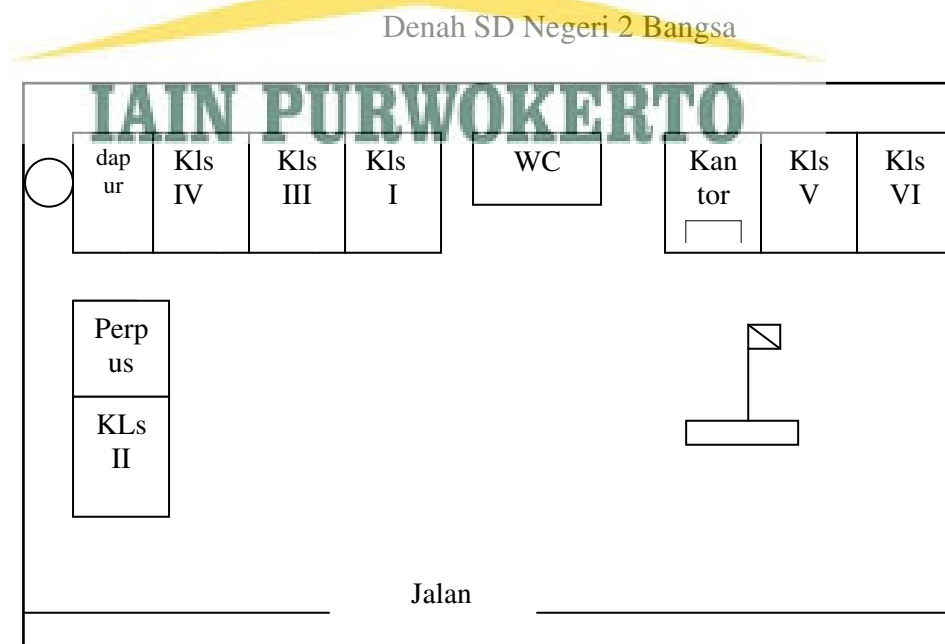 Denah SD Negeri 2 Bangsa
IAIN PURWOKERTO
dap
ur
Kls
IV
Kls
III
Kls
I
WC
Kan
tor
Kls
V
Kls
VI
Perp
us
KLs
II
Jalan